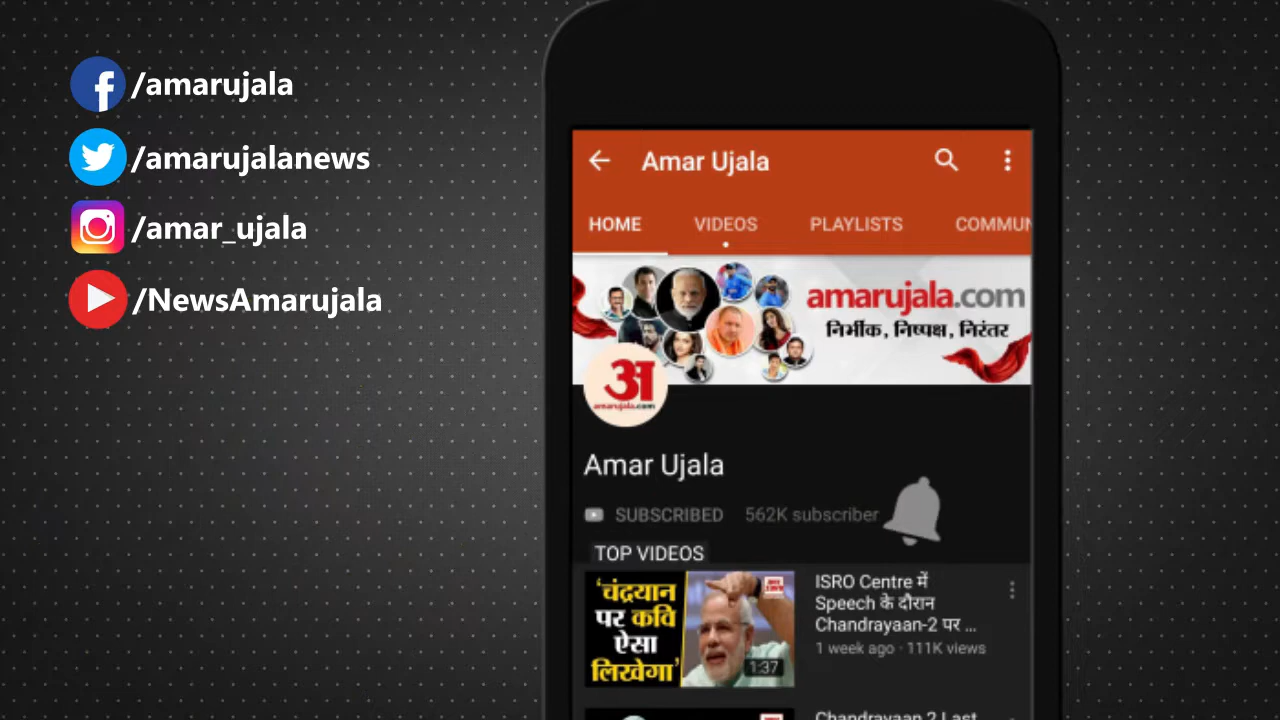 /amarujala
/amarujalanews
/amar_ujala
/NewsAmarujala
Amar Ujala
HOME VIDEOS PLAYLISTS COMMUN
amarujala.com
निर्भीक, निष्पक्ष, निरंतर
अ
amarujala.com
Amar Ujala
SUBSCRIBED 562K subscriber
TOP VIDEOS
'चंद्रयान
पर कवि
ऐसा
लिखेगा'
1:37
ISRO Centre में
Speech के दौरान
Chandrayaan-2 पर ...
1 week ago · 111K views
Chandrayaan 2 Last